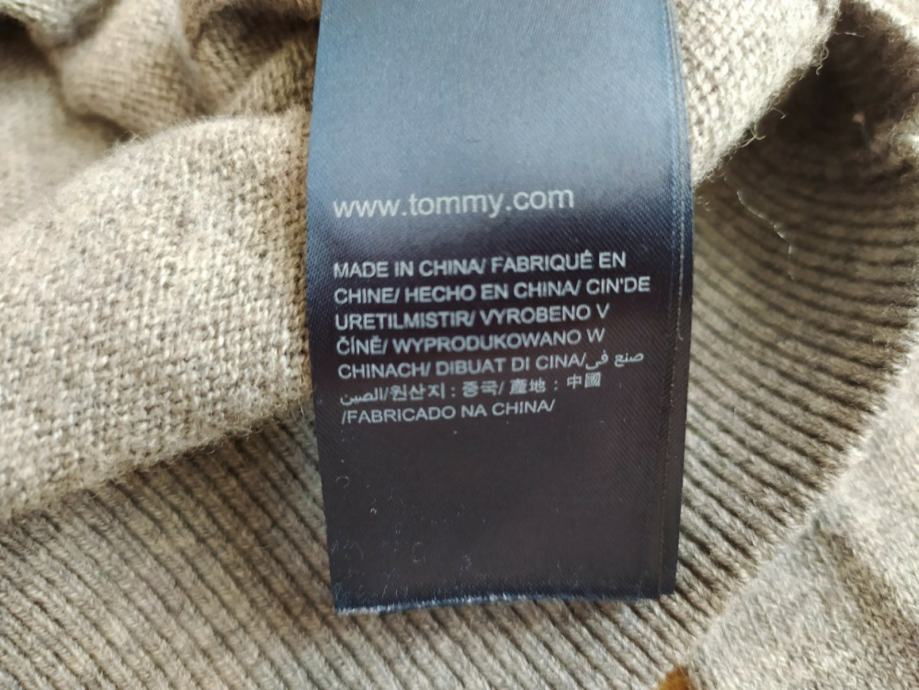 www.tommy.com
MADE IN CHINA/ FABRIQUÉ EN
CHINE/ HECHO EN CHINA/ CIN'DE
URETILMISTIR/ VYROBENO V
ČÍNĚ/ WYPRODUKOWANO W
CHINACH/ DIBUAT DI CINA/صنع في
الصين/원산지 : 중국/ 產地 : 中國
/FABRICADO NA CHINA/